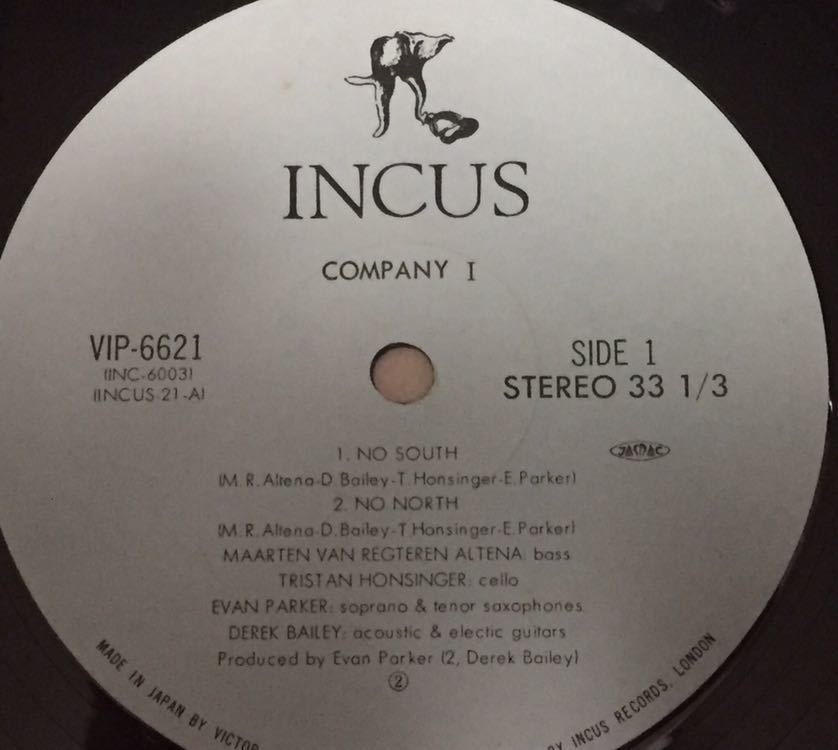 INCUS
COMPANY I
VIP-6621
(INC-6003)
(INCUS 21-A)
SIDE 1
STEREO 33 1/3
JASRAC
1. NO SOUTH
(M.R.Altena-D.Bailey-T.Honsinger-E.Parker)
2. NO NORTH
(M.R.Altena-D.Bailey-T.Honsinger-E.Parker)
MAARTEN VAN REGTEREN ALTENA: bass
TRISTAN HONSINGER: cello
EVAN PARKER: soprano & tenor saxophones
DEREK BAILEY: acoustic & electic guitars
Produced by Evan Parker (2, Derek Bailey)
②
MADE IN JAPAN BY VICTOR
BY INCUS RECORDS, LONDON